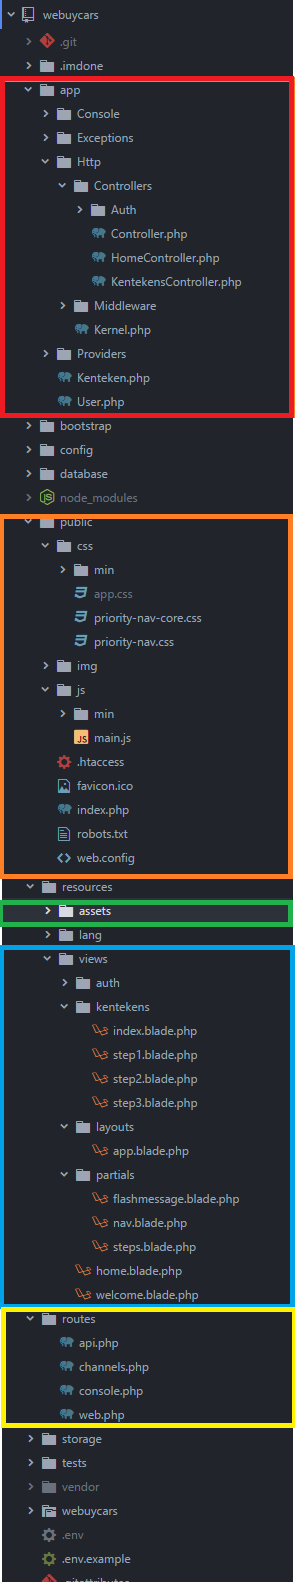 webuycars
.git
.imdone
app
Console
Exceptions
Http
Controllers
Auth
Controller.php
HomeController.php
KentekensController.php
Middleware
Kernel.php
Providers
Kenteken.php
User.php
bootstrap
config
database
node_modules
public
css
min
app.css
priority-nav-core.css
priority-nav.css
img
js
min
JS main.js
.htaccess
favicon.ico
index.php
robots.txt
web.config
resources
assets
lang
views
auth
kentekens
index.blade.php
step1.blade.php
step2.blade.php
step3.blade.php
layouts
app.blade.php
partials
flashmessage.blade.php
nav.blade.php
steps.blade.php
home.blade.php
welcome.blade.php
routes
api.php
channels.php
console.php
web.php
storage
tests
vendor
webuycars
.env
.env.example
.gitattributes